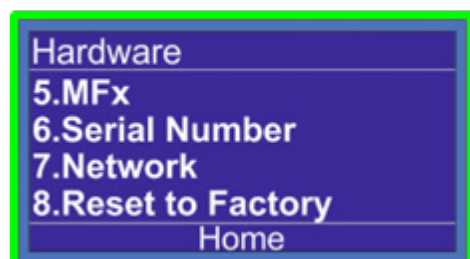 Hardware
5.MFx
6.Serial Number
7.Network
8.Reset to Factory
Home